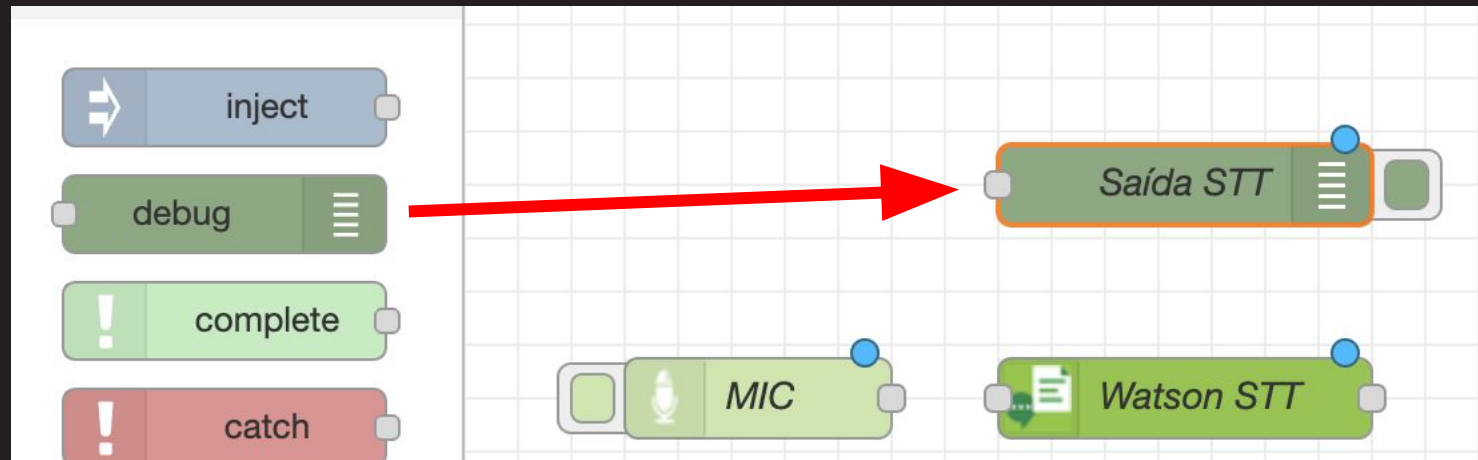 inject
debug
complete
catch
Saída STT
MIC
Watson STT